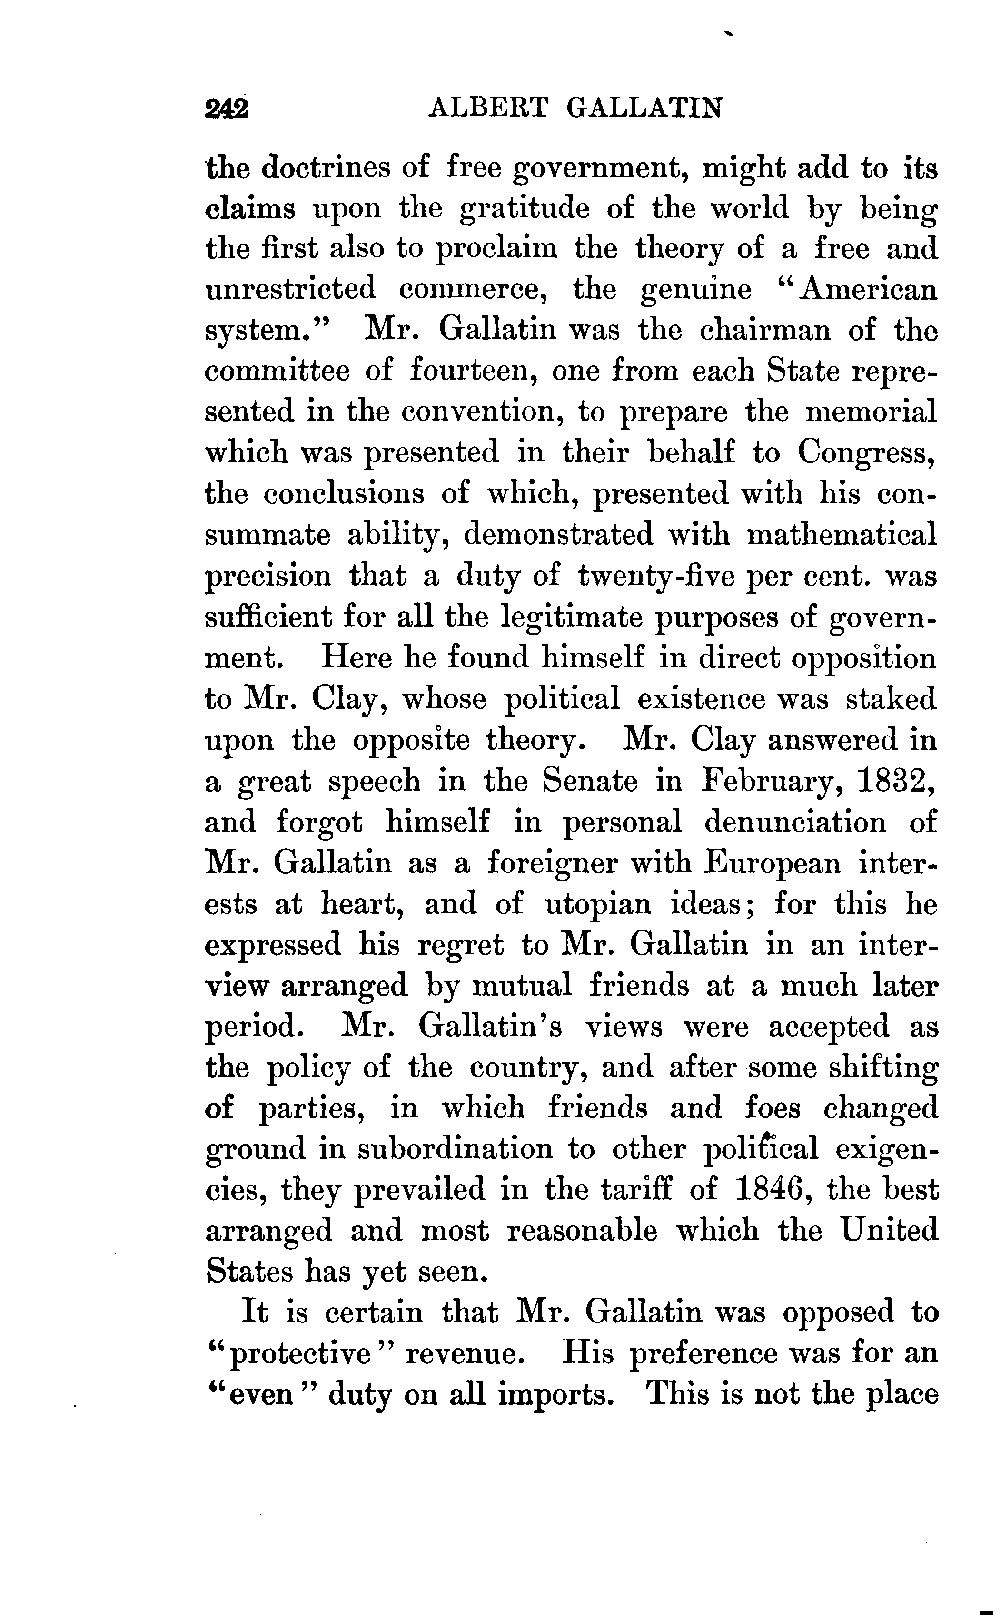 242 ALBERT GALLATIN
the doctrines of free government, might add to its
claims upon the gratitude of the world by being
the first also to proclaim the theory of a free and
unrestricted commerce, the genuine “American
system.” Mr. Gallatin was the chairman of the
committee of fourteen, one from each State repre-
sented in the convention, to prepare the memorial
which was presented in their behalf to Congress,
the conclusions of which, presented with his con-
summate ability, demonstrated with mathematical
precision that a duty of twenty-five per cent. was
sufficient for all the legitimate purposes of govern-
ment. Here he found himself in direct opposition
to Mr. Clay, whose political existence was staked
upon the opposite theory. Mr. Clay answered in
a great speech in the Senate in February, 1832,
and forgot himself in personal denunciation of
Mr. Gallatin as a foreigner with European inter-
ests at heart, and of utopian ideas; for this he
expressed his regret to Mr. Gallatin in an inter-
view arranged by mutual friends at a much later
period. Mr. Gallatin’s views were accepted as
the policy of the country, and after some shifting
of parties, in which friends and foes changed
ground in subordination to other political exigen-
cies, they prevailed in the tariff of 1846, the best
arranged and most reasonable which the United
States has yet seen.
It is certain that Mr. Gallatin was opposed to
“protective” revenue. His preference was for an
“even” duty on all imports. This is not the place